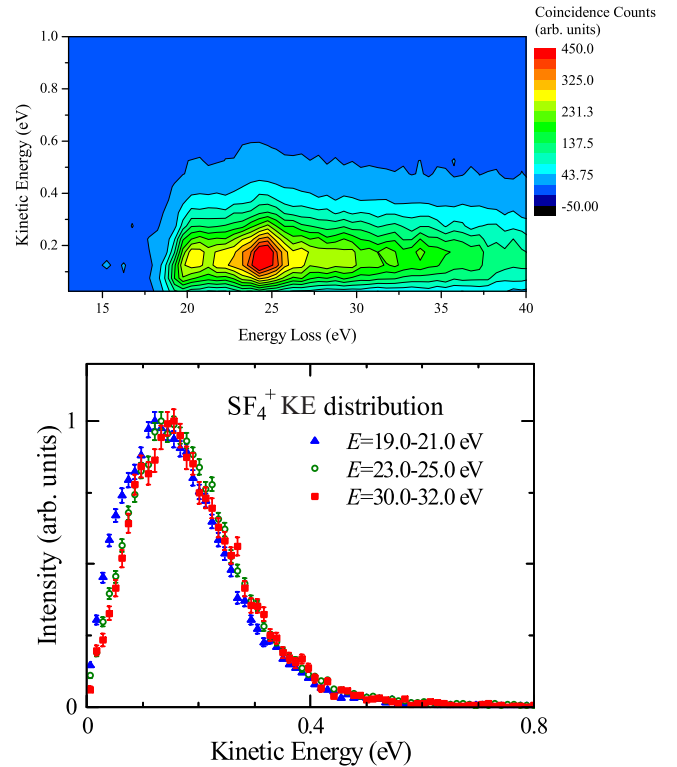 Coincidence Counts
(arb. units)
450.0
325.0
231.3
137.5
43.75
-50.00
1.0
0.8
0.6
0.4
0.2
Kinetic Energy (eV)
15 20 25 30 35 40
Energy Loss (eV)
SF4+ KE distribution
E=19.0-21.0 eV
E=23.0-25.0 eV
E=30.0-32.0 eV
1
0
Intensity (arb. units)
0 0.4 0.8
Kinetic Energy (eV)